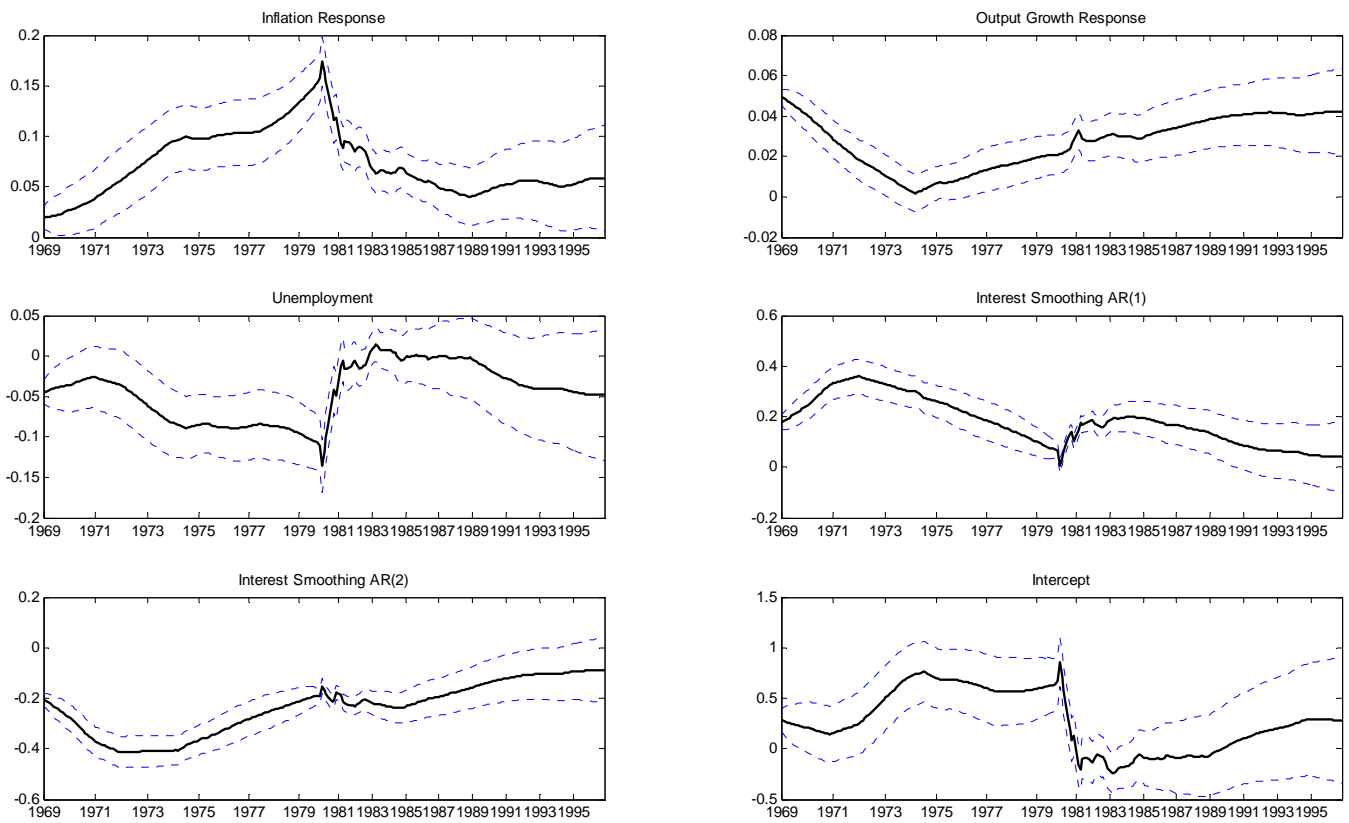 Inflation Response
0.2
0.15
0.1
0.05
0
1969 1971 1973 1975 1977 1979 1981 1983 1985 1987 1989 1991 1993 1995
Output Growth Response
0.08
0.06
0.04
0.02
0
-0.02
1969 1971 1973 1975 1977 1979 1981 1983 1985 1987 1989 1991 1993 1995
Unemployment
0.05
0
-0.05
-0.1
-0.15
-0.2
1969 1971 1973 1975 1977 1979 1981 1983 1985 1987 1989 1991 1993 1995
Interest Smoothing AR(1)
0.6
0.4
0.2
0
-0.2
1969 1971 1973 1975 1977 1979 1981 1983 1985 1987 1989 1991 1993 1995
Interest Smoothing AR(2)
0.2
0
-0.2
-0.4
-0.6
1969 1971 1973 1975 1977 1979 1981 1983 1985 1987 1989 1991 1993 1995
Intercept
1.5
1
0.5
0
-0.5
1969 1971 1973 1975 1977 1979 1981 1983 1985 1987 1989 1991 1993 1995